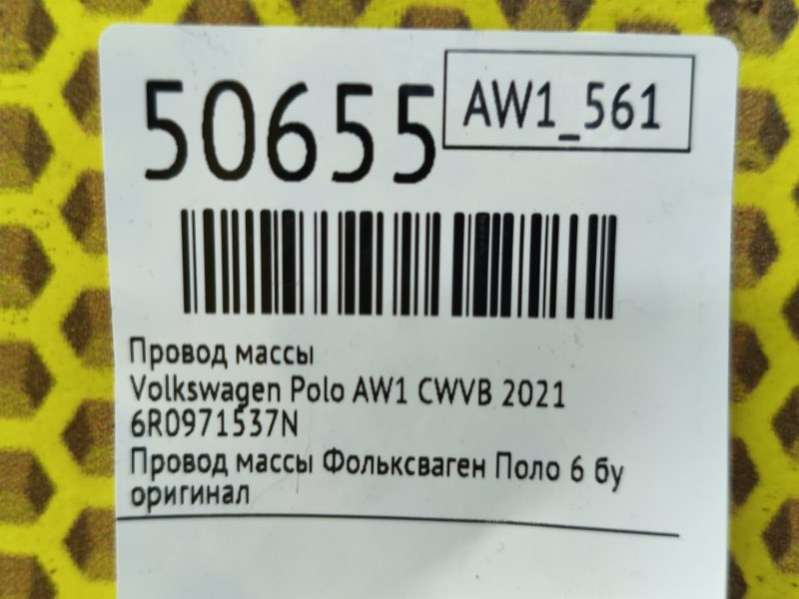 50655
AW1_561
Провод массы
Volkswagen Polo AW1 CWVB 2021
6R0971537N
Провод массы Фольксваген Поло 6 бу
оригинал